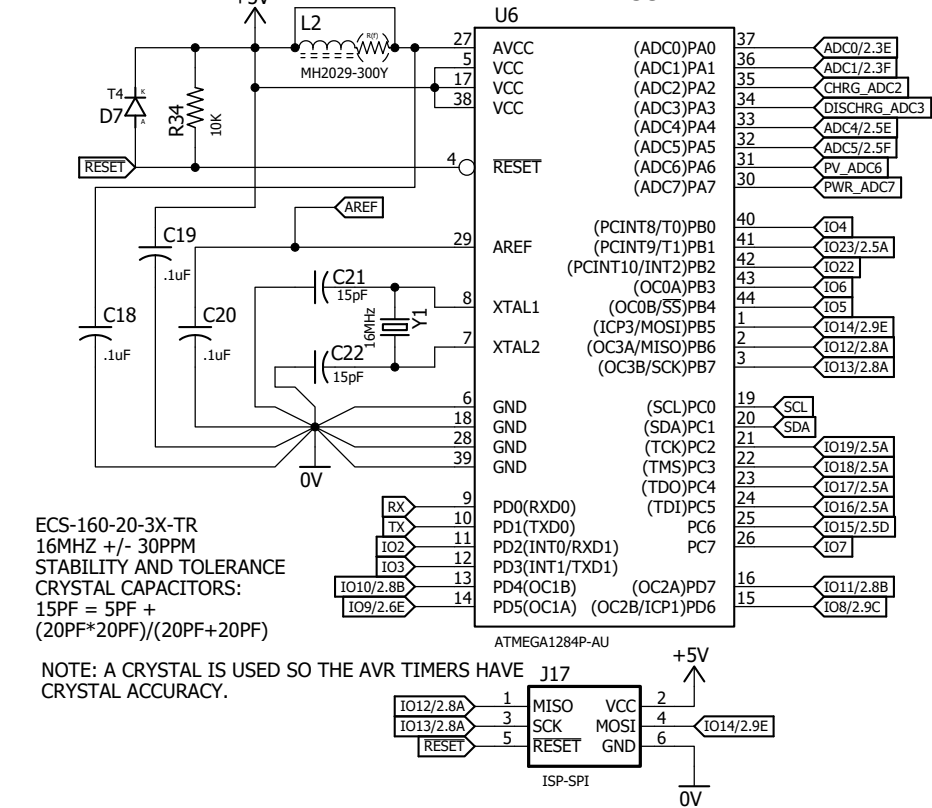 +5V
L2
R(f)
MH2029-300Y
U6
T4
K
D7
A
R34
10K
RESET
AREF
C19
.1uF
C18
.1uF
C20
.1uF
C21
15pF
16MHz
Y1
C22
15pF
0V
27 AVCC
5 VCC
17 VCC
38 VCC
4 RESET
29 AREF
8 XTAL1
7 XTAL2
6 GND
18 GND
28 GND
39 GND
RX 9 PD0(RXD0)
TX 10 PD1(TXD0)
IO2 11 PD2(INT0/RXD1)
IO3 12 PD3(INT1/TXD1)
IO10/2.8B 13 PD4(OC1B)
IO9/2.6E 14 PD5(OC1A)
(ADC0)PA0 37 ADC0/2.3E
(ADC1)PA1 36 ADC1/2.3F
(ADC2)PA2 35 CHRG_ADC2
(ADC3)PA3 34 DISCHRG_ADC3
(ADC4)PA4 33 ADC4/2.5E
(ADC5)PA5 32 ADC5/2.5F
(ADC6)PA6 31 PV_ADC6
(ADC7)PA7 30 PWR_ADC7
(PCINT8/T0)PB0 40 IO4
(PCINT9/T1)PB1 41 IO23/2.5A
(PCINT10/INT2)PB2 42 IO22
(OC0A)PB3 43 IO6
(OC0B/SS)PB4 44 IO5
(ICP3/MOSI)PB5 1 IO14/2.9E
(OC3A/MISO)PB6 2 IO12/2.8A
(OC3B/SCK)PB7 3 IO13/2.8A
(SCL)PC0 19 SCL
(SDA)PC1 20 SDA
(TCK)PC2 21 IO19/2.5A
(TMS)PC3 22 IO18/2.5A
(TDO)PC4 23 IO17/2.5A
(TDI)PC5 24 IO16/2.5A
PC6 25 IO15/2.5D
PC7 26 IO7
(OC2A)PD7 16 IO11/2.8B
(OC2B/ICP1)PD6 15 IO8/2.9C
ATMEGA1284P-AU
ECS-160-20-3X-TR
16MHZ +/- 30PPM
STABILITY AND TOLERANCE
CRYSTAL CAPACITORS:
15PF = 5PF +
(20PF*20PF)/(20PF+20PF)
NOTE: A CRYSTAL IS USED SO THE AVR TIMERS HAVE
CRYSTAL ACCURACY.
J17
+5V
IO12/2.8A 1 MISO VCC 2
IO13/2.8A 3 SCK MOSI 4 IO14/2.9E
RESET 5 RESET GND 6
ISP-SPI
0V